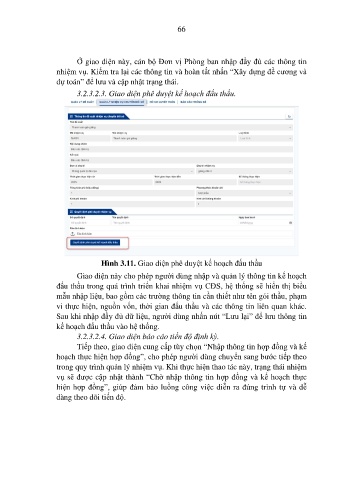 66
Ở giao diện này, cán bộ Đơn vị Phòng ban nhập đầy đủ các thông tin
nhiệm vụ. Kiểm tra lại các thông tin và hoàn tất nhấn “Xây dựng đề cương và
dự toán” để lưu và cập nhật trạng thái.
3.2.3.2.3. Giao diện phê duyệt kế hoạch đấu thầu.
Hình 3.11. Giao diện phê duyệt kế hoạch đấu thầu
Giao diện này cho phép người dùng nhập và quản lý thông tin kế hoạch
đấu thầu trong quá trình triển khai nhiệm vụ CĐS, hệ thống sẽ hiển thị biểu
mẫu nhập liệu, bao gồm các trường thông tin cần thiết như tên gói thầu, phạm
vi thực hiện, nguồn vốn, thời gian đấu thầu và các thông tin liên quan khác.
Sau khi nhập đầy đủ dữ liệu, người dùng nhấn nút “Lưu lại” để lưu thông tin
kế hoạch đấu thầu vào hệ thống.
3.2.3.2.4. Giao diện báo cáo tiến độ định kỳ.
Tiếp theo, giao diện cung cấp tùy chọn “Nhập thông tin hợp đồng và kế
hoạch thực hiện hợp đồng”, cho phép người dùng chuyển sang bước tiếp theo
trong quy trình quản lý nhiệm vụ. Khi thực hiện thao tác này, trạng thái nhiệm
vụ sẽ được cập nhật thành “Chờ nhập thông tin hợp đồng và kế hoạch thực
hiện hợp đồng”, giúp đảm bảo luồng công việc diễn ra đúng trình tự và dễ
dàng theo dõi tiến độ.